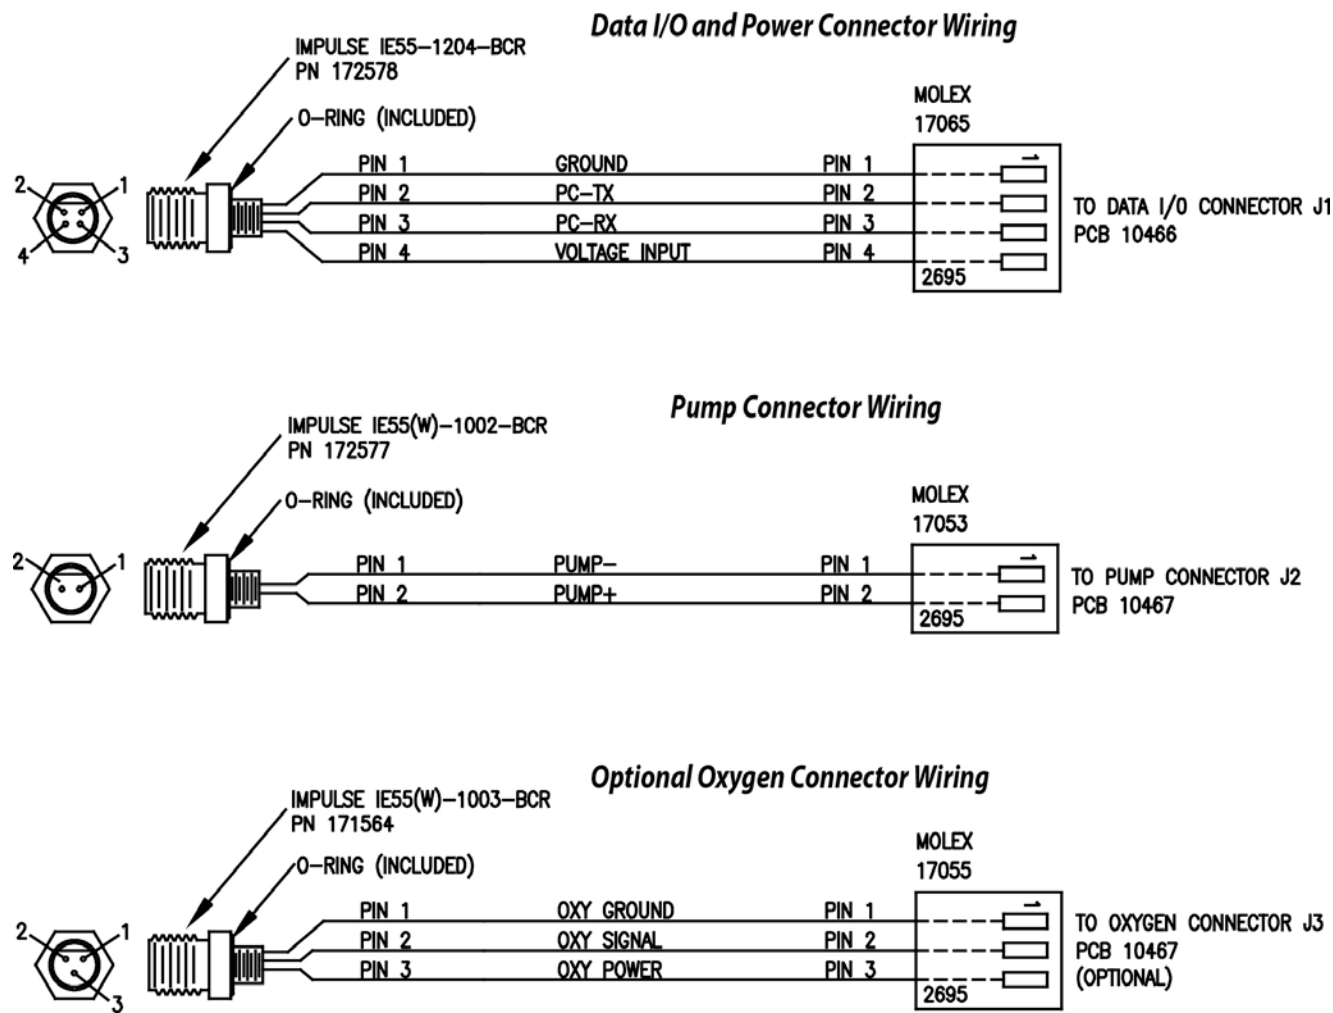 Data I/O and Power Connector Wiring
IMPULSE IE55-1204-BCR
PN 172578
O-RING (INCLUDED)
MOLEX
17065
2 1
4 3
PIN 1 GROUND PIN 1
PIN 2 PC-TX PIN 2
PIN 3 PC-RX PIN 3
PIN 4 VOLTAGE INPUT PIN 4
1
2695
TO DATA I/O CONNECTOR J1
PCB 10466
Pump Connector Wiring
IMPULSE IE55(W)-1002-BCR
PN 172577
O-RING (INCLUDED)
MOLEX
17053
2 1
PIN 1 PUMP- PIN 1
PIN 2 PUMP+ PIN 2
1
2695
TO PUMP CONNECTOR J2
PCB 10467
Optional Oxygen Connector Wiring
IMPULSE IE55(W)-1003-BCR
PN 171564
O-RING (INCLUDED)
MOLEX
17055
2 1
3
PIN 1 OXY GROUND PIN 1
PIN 2 OXY SIGNAL PIN 2
PIN 3 OXY POWER PIN 3
1
2695
TO OXYGEN CONNECTOR J3
PCB 10467
(OPTIONAL)